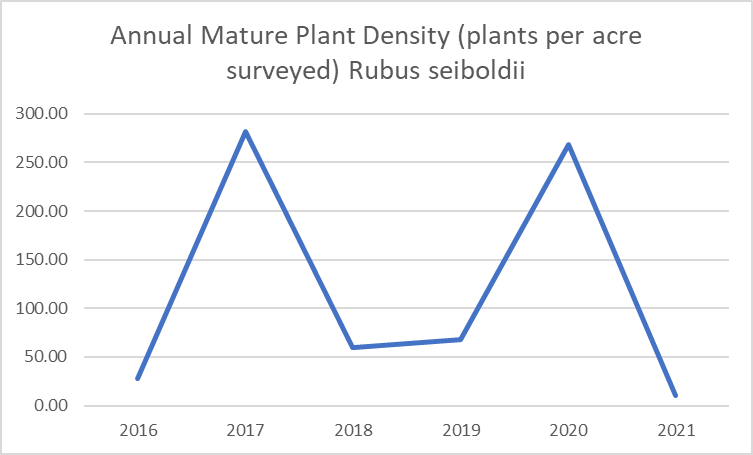 Annual Mature Plant Density (plants per acre
surveyed) Rubus seiboldii
300.00
250.00
200.00
150.00
100.00
50.00
0.00
2016 2017 2018 2019 2020 2021